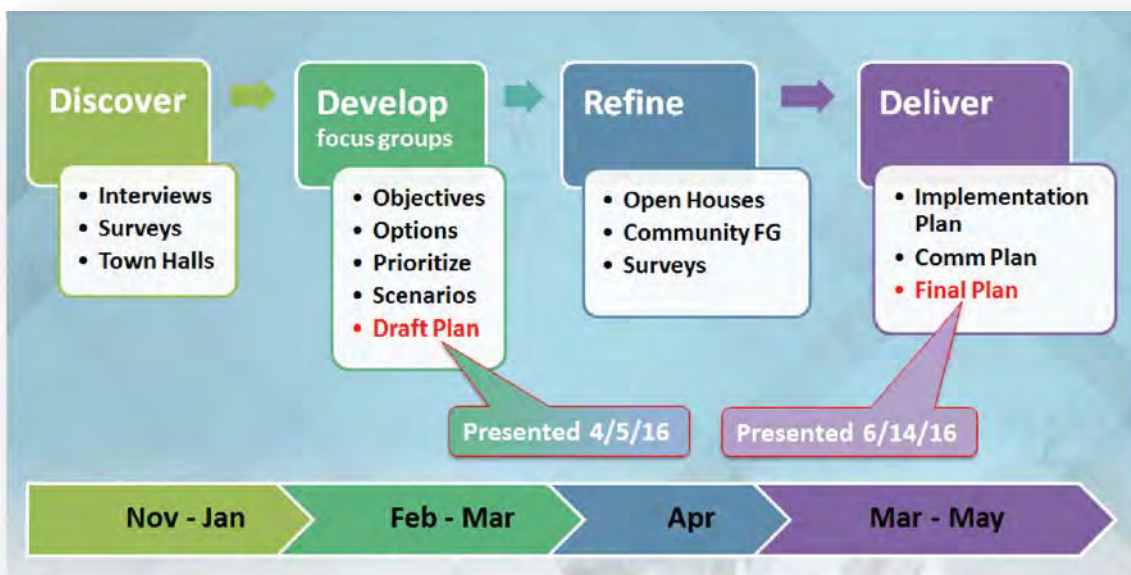 Discover
• Interviews
• Surveys
• Town Halls
Develop
focus groups
• Objectives
• Options
• Prioritize
• Scenarios
• Draft Plan
Refine
• Open Houses
• Community FG
• Surveys
Deliver
• Implementation
Plan
• Comm Plan
• Final Plan
Presented 4/5/16
Presented 6/14/16
Nov - Jan
Feb - Mar
Apr
Mar - May